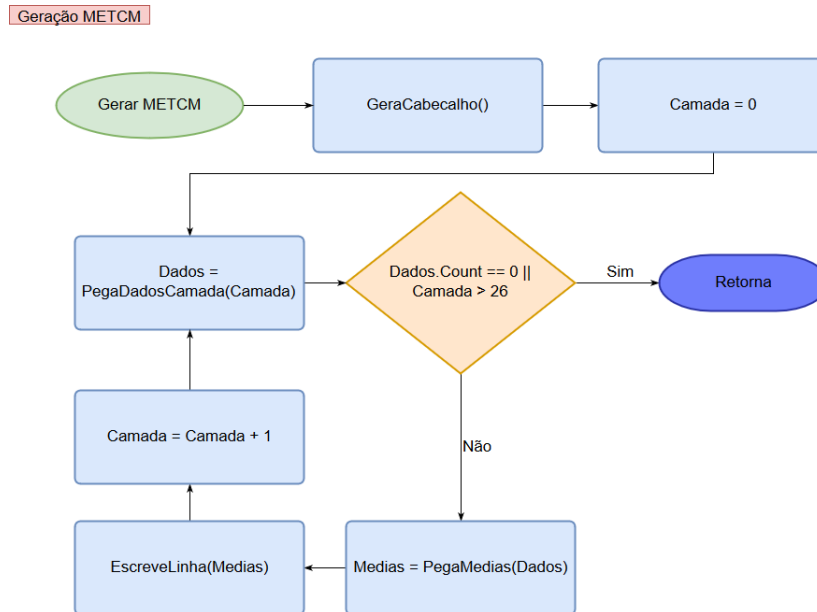 Geração METCM
Gerar METCM
GeraCabecalho()
Camada = 0
Dados =
PegaDadosCamada(Camada)
Dados.Count == 0 ||
Camada > 26
Sim
Retorna
Camada = Camada + 1
Não
EscreveLinha(Medias)
Medias = PegaMedias(Dados)